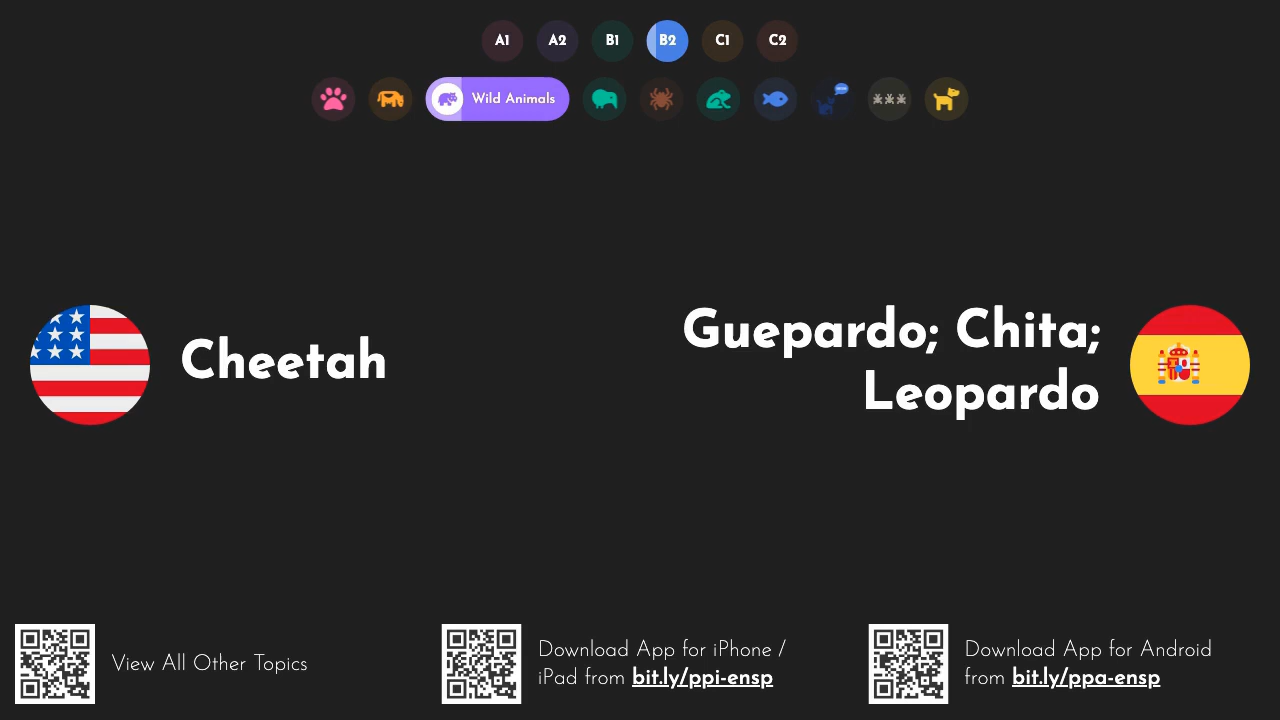 A1 A2 B1 B2 C1 C2
Wild Animals
Cheetah
Guepardo; Chita;
Leopardo
View All Other Topics
Download App for iPhone /
iPad from bit.ly/ppi-ensp
Download App for Android
from bit.ly/ppa-ensp